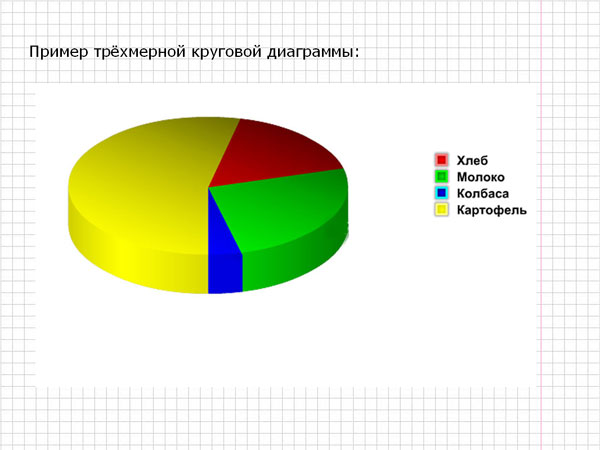 Пример трёхмерной круговой диаграммы:
Хлеб
Молоко
Колбаса
Картофель